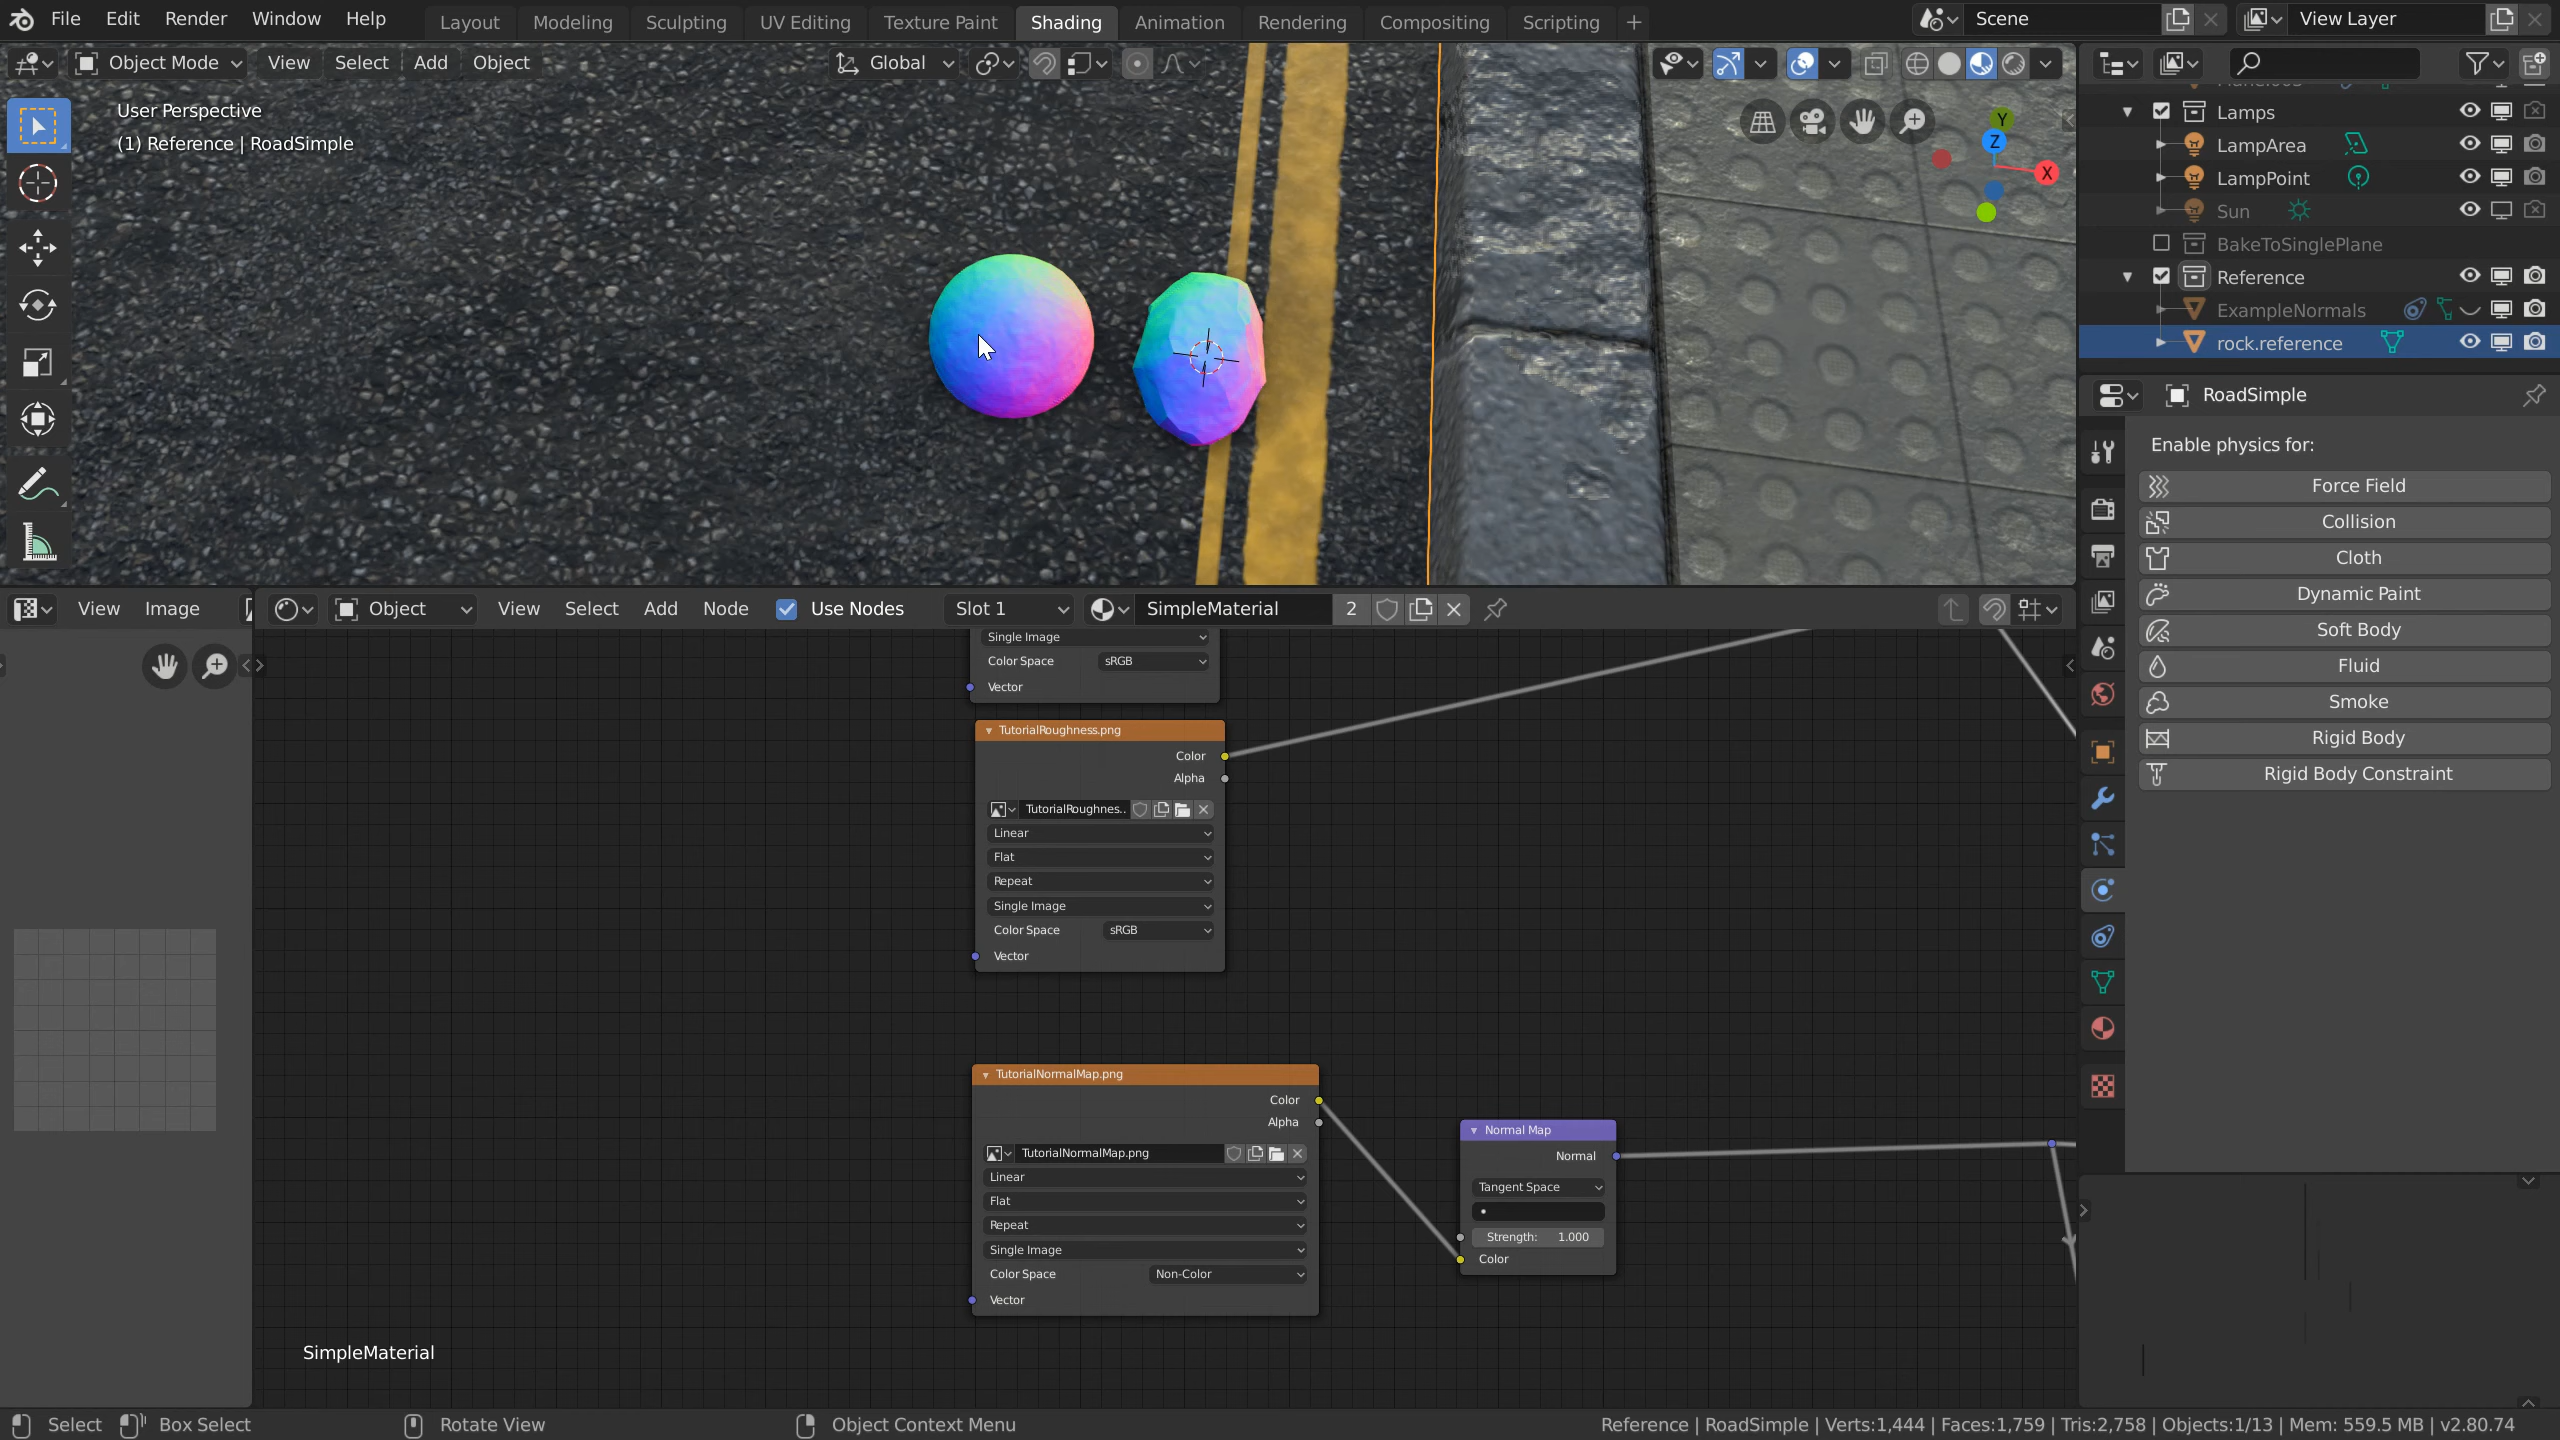 File Edit Render Window Help Layout Modeling Sculpting UV Editing Texture Paint Shading Animation Rendering Compositing Scripting + Scene View Layer
Object Mode View Select Add Object Global
User Perspective
(1) Reference | RoadSimple
Y
Z
X
Lamps
LampArea
LampPoint
Sun
BakeToSinglePlane
Reference
ExampleNormals
rock.reference
RoadSimple
Enable physics for:
Force Field
Collision
Cloth
Dynamic Paint
Soft Body
Fluid
Smoke
Rigid Body
Rigid Body Constraint
View Image Object View Select Add Node Use Nodes Slot 1 SimpleMaterial 2
Single Image
Color Space sRGB
Vector
TutorialRoughness.png
Color
Alpha
TutorialRoughnes..
Linear
Flat
Repeat
Single Image
Color Space sRGB
Vector
TutorialNormalMap.png
Color
Alpha
TutorialNormalMap.png
Linear
Flat
Repeat
Single Image
Color Space Non-Color
Vector
Normal Map
Normal
Tangent Space
Strength: 1.000
Color
SimpleMaterial
Select Box Select Rotate View Object Context Menu Reference | RoadSimple | Verts:1,444 | Faces:1,759 | Tris:2,758 | Objects:1/13 | Mem: 559.5 MB | v2.80.74